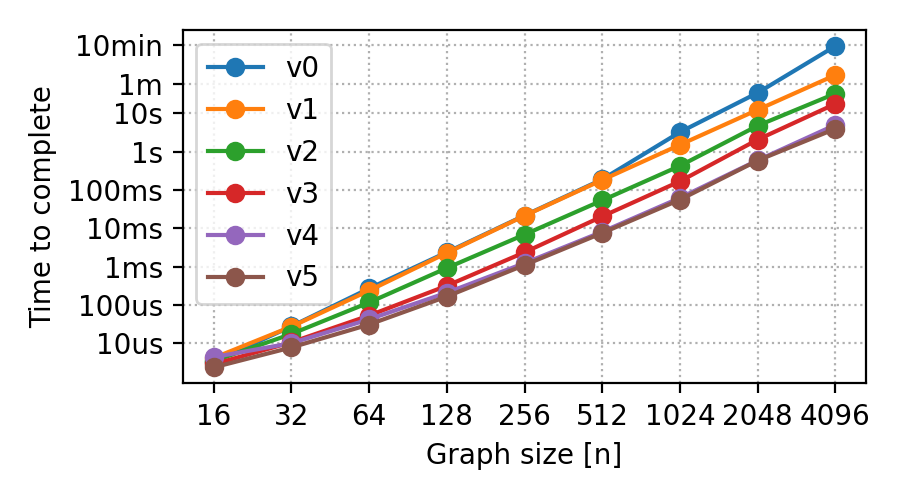 10min
1m
10s
1s
100ms
10ms
1ms
100us
10us
Time to complete
v0
v1
v2
v3
v4
v5
16 32 64 128 256 512 1024 2048 4096
Graph size [n]